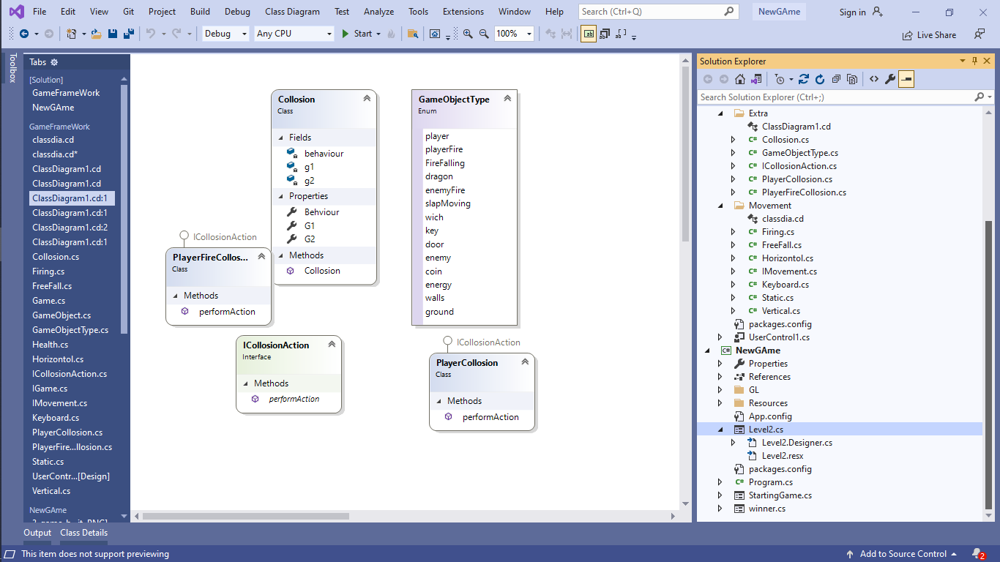 File Edit View Git Project Build Debug Class Diagram Test Analyze Tools Extensions Window Help Search (Ctrl+Q) NewGAme Sign in
Debug Any CPU Start 100% Live Share
Toolbox
Tabs
[Solution]
GameFrameWork
NewGAme
GameFrameWork
classdia.cd
classdia.cd*
ClassDiagram1.cd
ClassDiagram1.cd
ClassDiagram1.cd:1
ClassDiagram1.cd:1
ClassDiagram1.cd:2
ClassDiagram1.cd:1
Collosion.cs
Firing.cs
FreeFall.cs
Game.cs
GameObject.cs
GameObjectType.cs
Health.cs
Horizontol.cs
ICollosionAction.cs
IGame.cs
IMovement.cs
Keyboard.cs
PlayerCollosion.cs
PlayerFire...llosion.cs
Static.cs
UserContr...[Design]
Vertical.cs
NewGAme
Collosion
Class
Fields
behaviour
g1
g2
Properties
Behviour
G1
G2
Methods
Collosion
GameObjectType
Enum
player
playerFire
FireFalling
dragon
enemyFire
slapMoving
wich
key
door
enemy
coin
energy
walls
ground
ICollosionAction
PlayerFireCollos...
Class
Methods
performAction
ICollosionAction
Interface
Methods
performAction
ICollosionAction
PlayerCollosion
Class
Methods
performAction
Solution Explorer
Search Solution Explorer (Ctrl+;)
Extra
ClassDiagram1.cd
Collosion.cs
GameObjectType.cs
ICollosionAction.cs
PlayerCollosion.cs
PlayerFireCollosion.cs
Movement
classdia.cd
Firing.cs
FreeFall.cs
Horizontol.cs
IMovement.cs
Keyboard.cs
Static.cs
Vertical.cs
packages.config
UserControl1.cs
NewGAme
Properties
References
GL
Resources
App.config
Level2.cs
Level2.Designer.cs
Level2.resx
packages.config
Program.cs
StartingGame.cs
winner.cs
Output Class Details
This item does not support previewing Add to Source Control 2